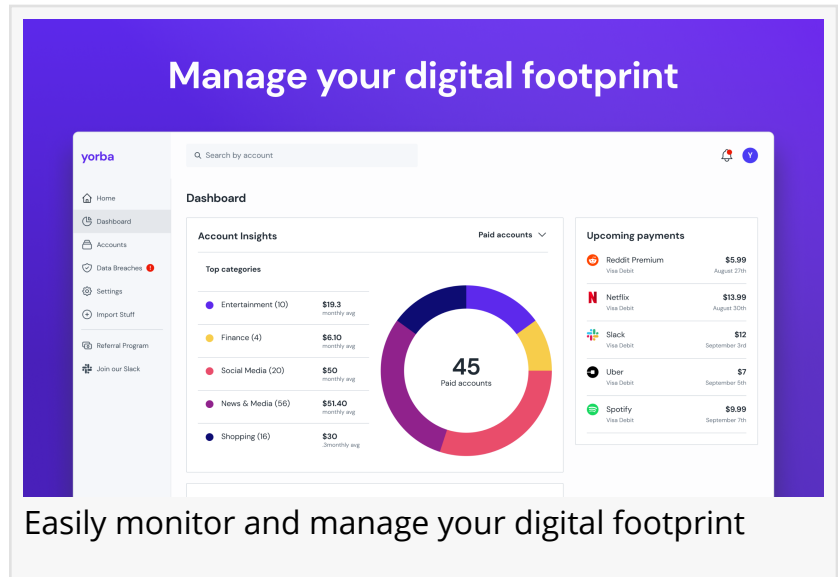 Manage your digital footprint
yorba
Search by account
Y
Home
Dashboard
Accounts
Data Breaches
Settings
Import Stuff
Referral Program
Join our Slack
Dashboard
Account Insights
Paid accounts
Top categories
Entertainment (10) $19.3
monthly avg
Finance (4) $6.10
monthly avg
Social Media (20) $50
monthly avg
News & Media (56) $51.40
monthly avg
Shopping (16) $30
.3monthly avg
45
Paid accounts
Upcoming payments
Reddit Premium $5.99
Visa Debit August 27th
Netflix $13.99
Visa Debit August 30th
Slack $12
Visa Debit September 3rd
Uber $7
Visa Debit September 5th
Spotify $9.99
Visa Debit September 7th
Easily monitor and manage your digital footprint